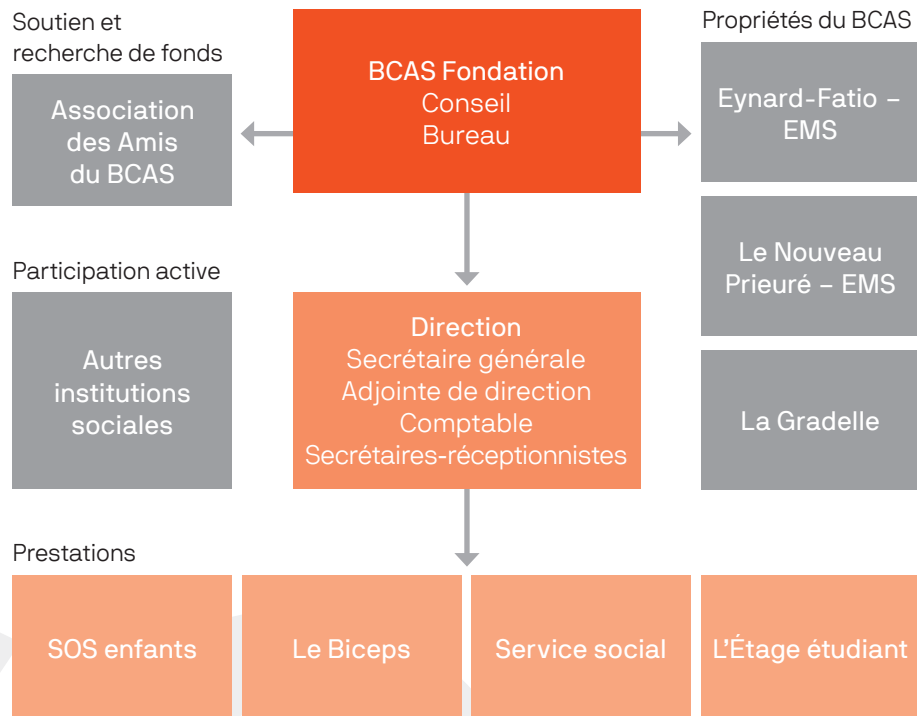 Soutien et
recherche de fonds
Association
des Amis
du BCAS
BCAS Fondation
Conseil
Bureau
Propriétés du BCAS
Eynard-Fatio –
EMS
Le Nouveau
Prieuré – EMS
La Gradelle
Participation active
Autres
institutions
sociales
Direction
Secrétaire générale
Adjointe de direction
Comptable
Secrétaires-réceptionnistes
Prestations
SOS enfants
Le Biceps
Service social
L'Étage étudiant